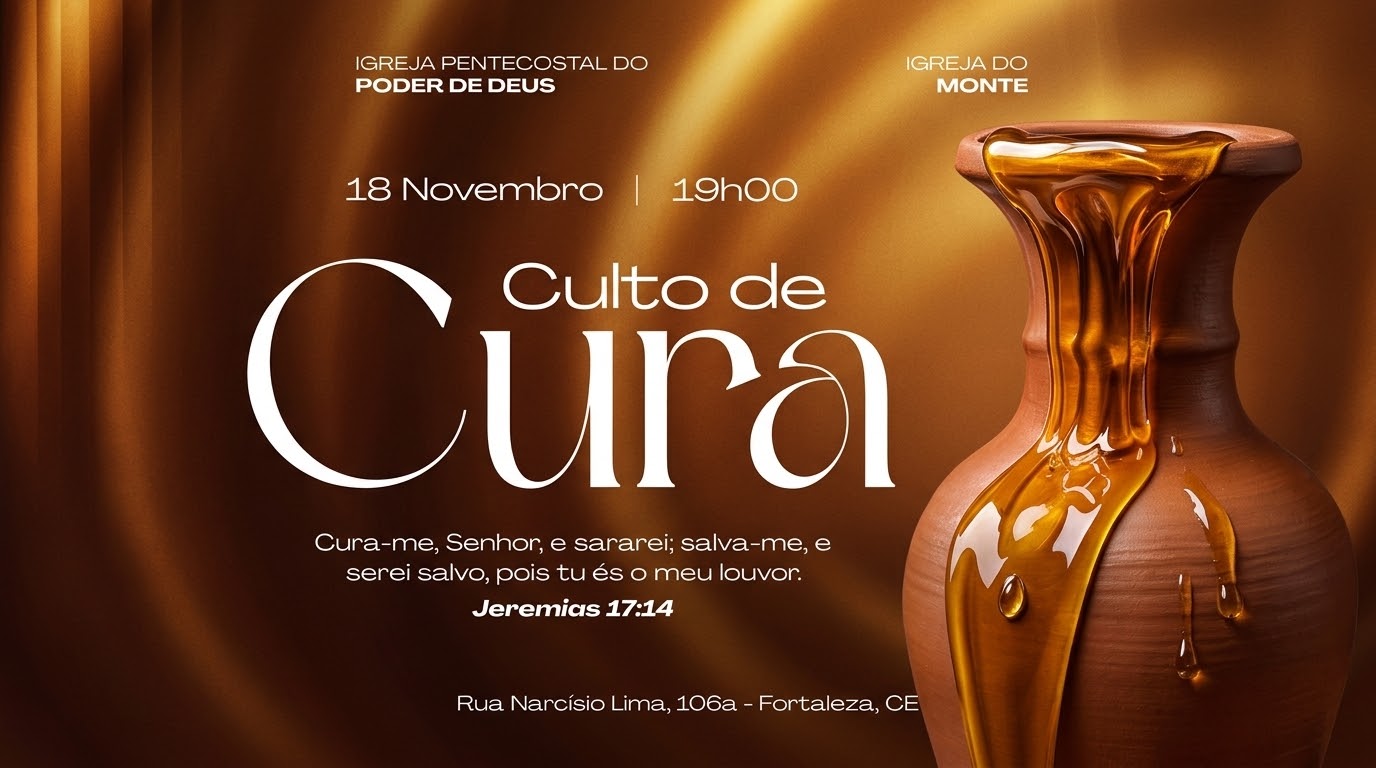 IGREJA PENTECOSTAL DO
PODER DE DEUS
IGREJA DO
MONTE
18 Novembro | 19h00
Culto de
Cura
Cura-me, Senhor, e sararei; salva-me, e
serei salvo, pois tu és o meu louvor.
Jeremias 17:14
Rua Narcísio Lima, 106a - Fortaleza, CE